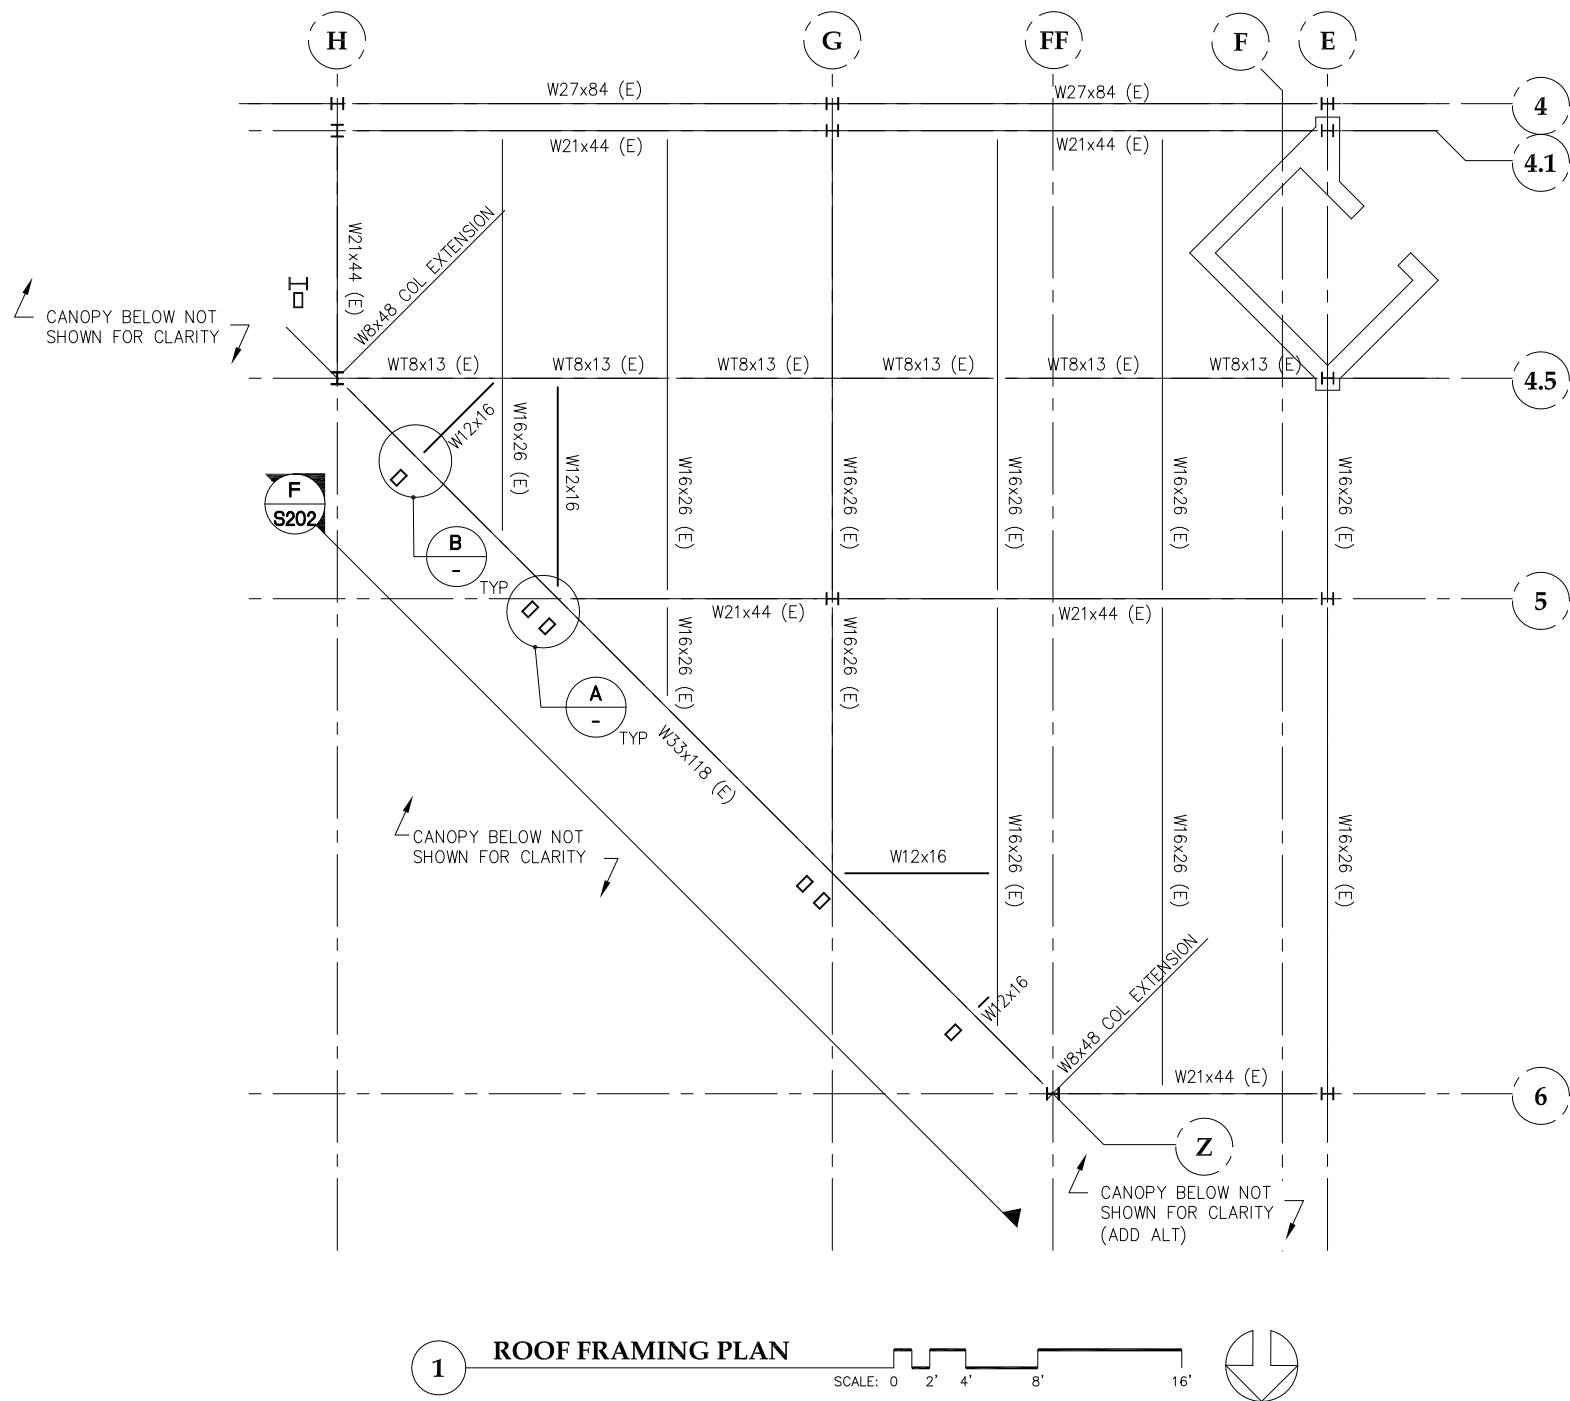 H
G
FF
F
E
W27x84 (E)
W27x84 (E)
4
W21x44 (E)
W21x44 (E)
4.1
W21x44 (E)
W8x48 COL EXTENSION
CANOPY BELOW NOT
SHOWN FOR CLARITY
WT8x13 (E)
WT8x13 (E)
WT8x13 (E)
WT8x13 (E)
WT8x13 (E)
WT8x13 (E)
4.5
W12x16
W16x26 (E)
W12x16
W16x26 (E)
W16x26 (E)
W16x26 (E)
W16x26 (E)
W16x26 (E)
F
S202
B
-
TYP
W21x44 (E)
W21x44 (E)
5
W16x26 (E)
W16x26 (E)
A
-
TYP
W33x118 (E)
CANOPY BELOW NOT
SHOWN FOR CLARITY
W12x16
W16x26 (E)
W16x26 (E)
W16x26 (E)
W12x16
W8x48 COL EXTENSION
W21x44 (E)
6
Z
CANOPY BELOW NOT
SHOWN FOR CLARITY
(ADD ALT)
1
ROOF FRAMING PLAN
SCALE: 0 2' 4' 8' 16'